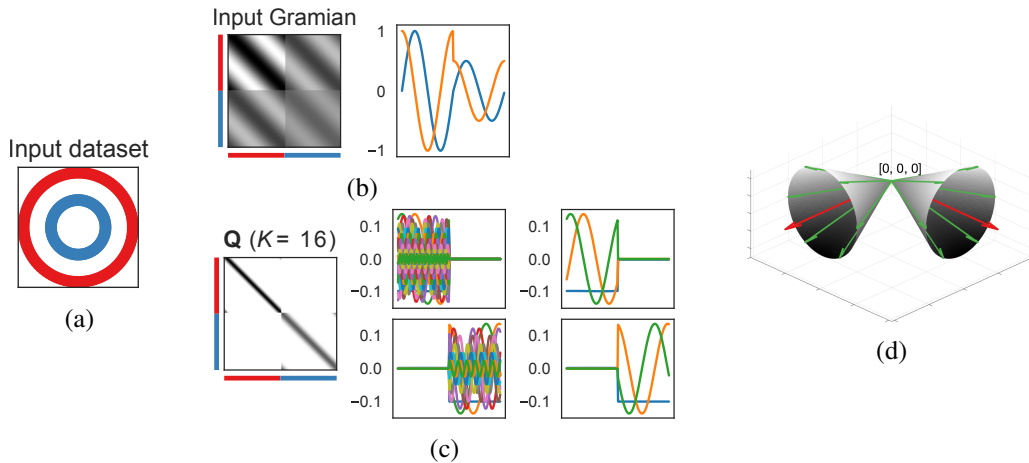 Input dataset
(a)
Input Gramian
1
0
−1
(b)
Q (K = 16)
0.1
0.0
−0.1
0.1
0.0
−0.1
0.1
0.0
−0.1
0.1
0.0
−0.1
(c)
[0, 0, 0]
(d)